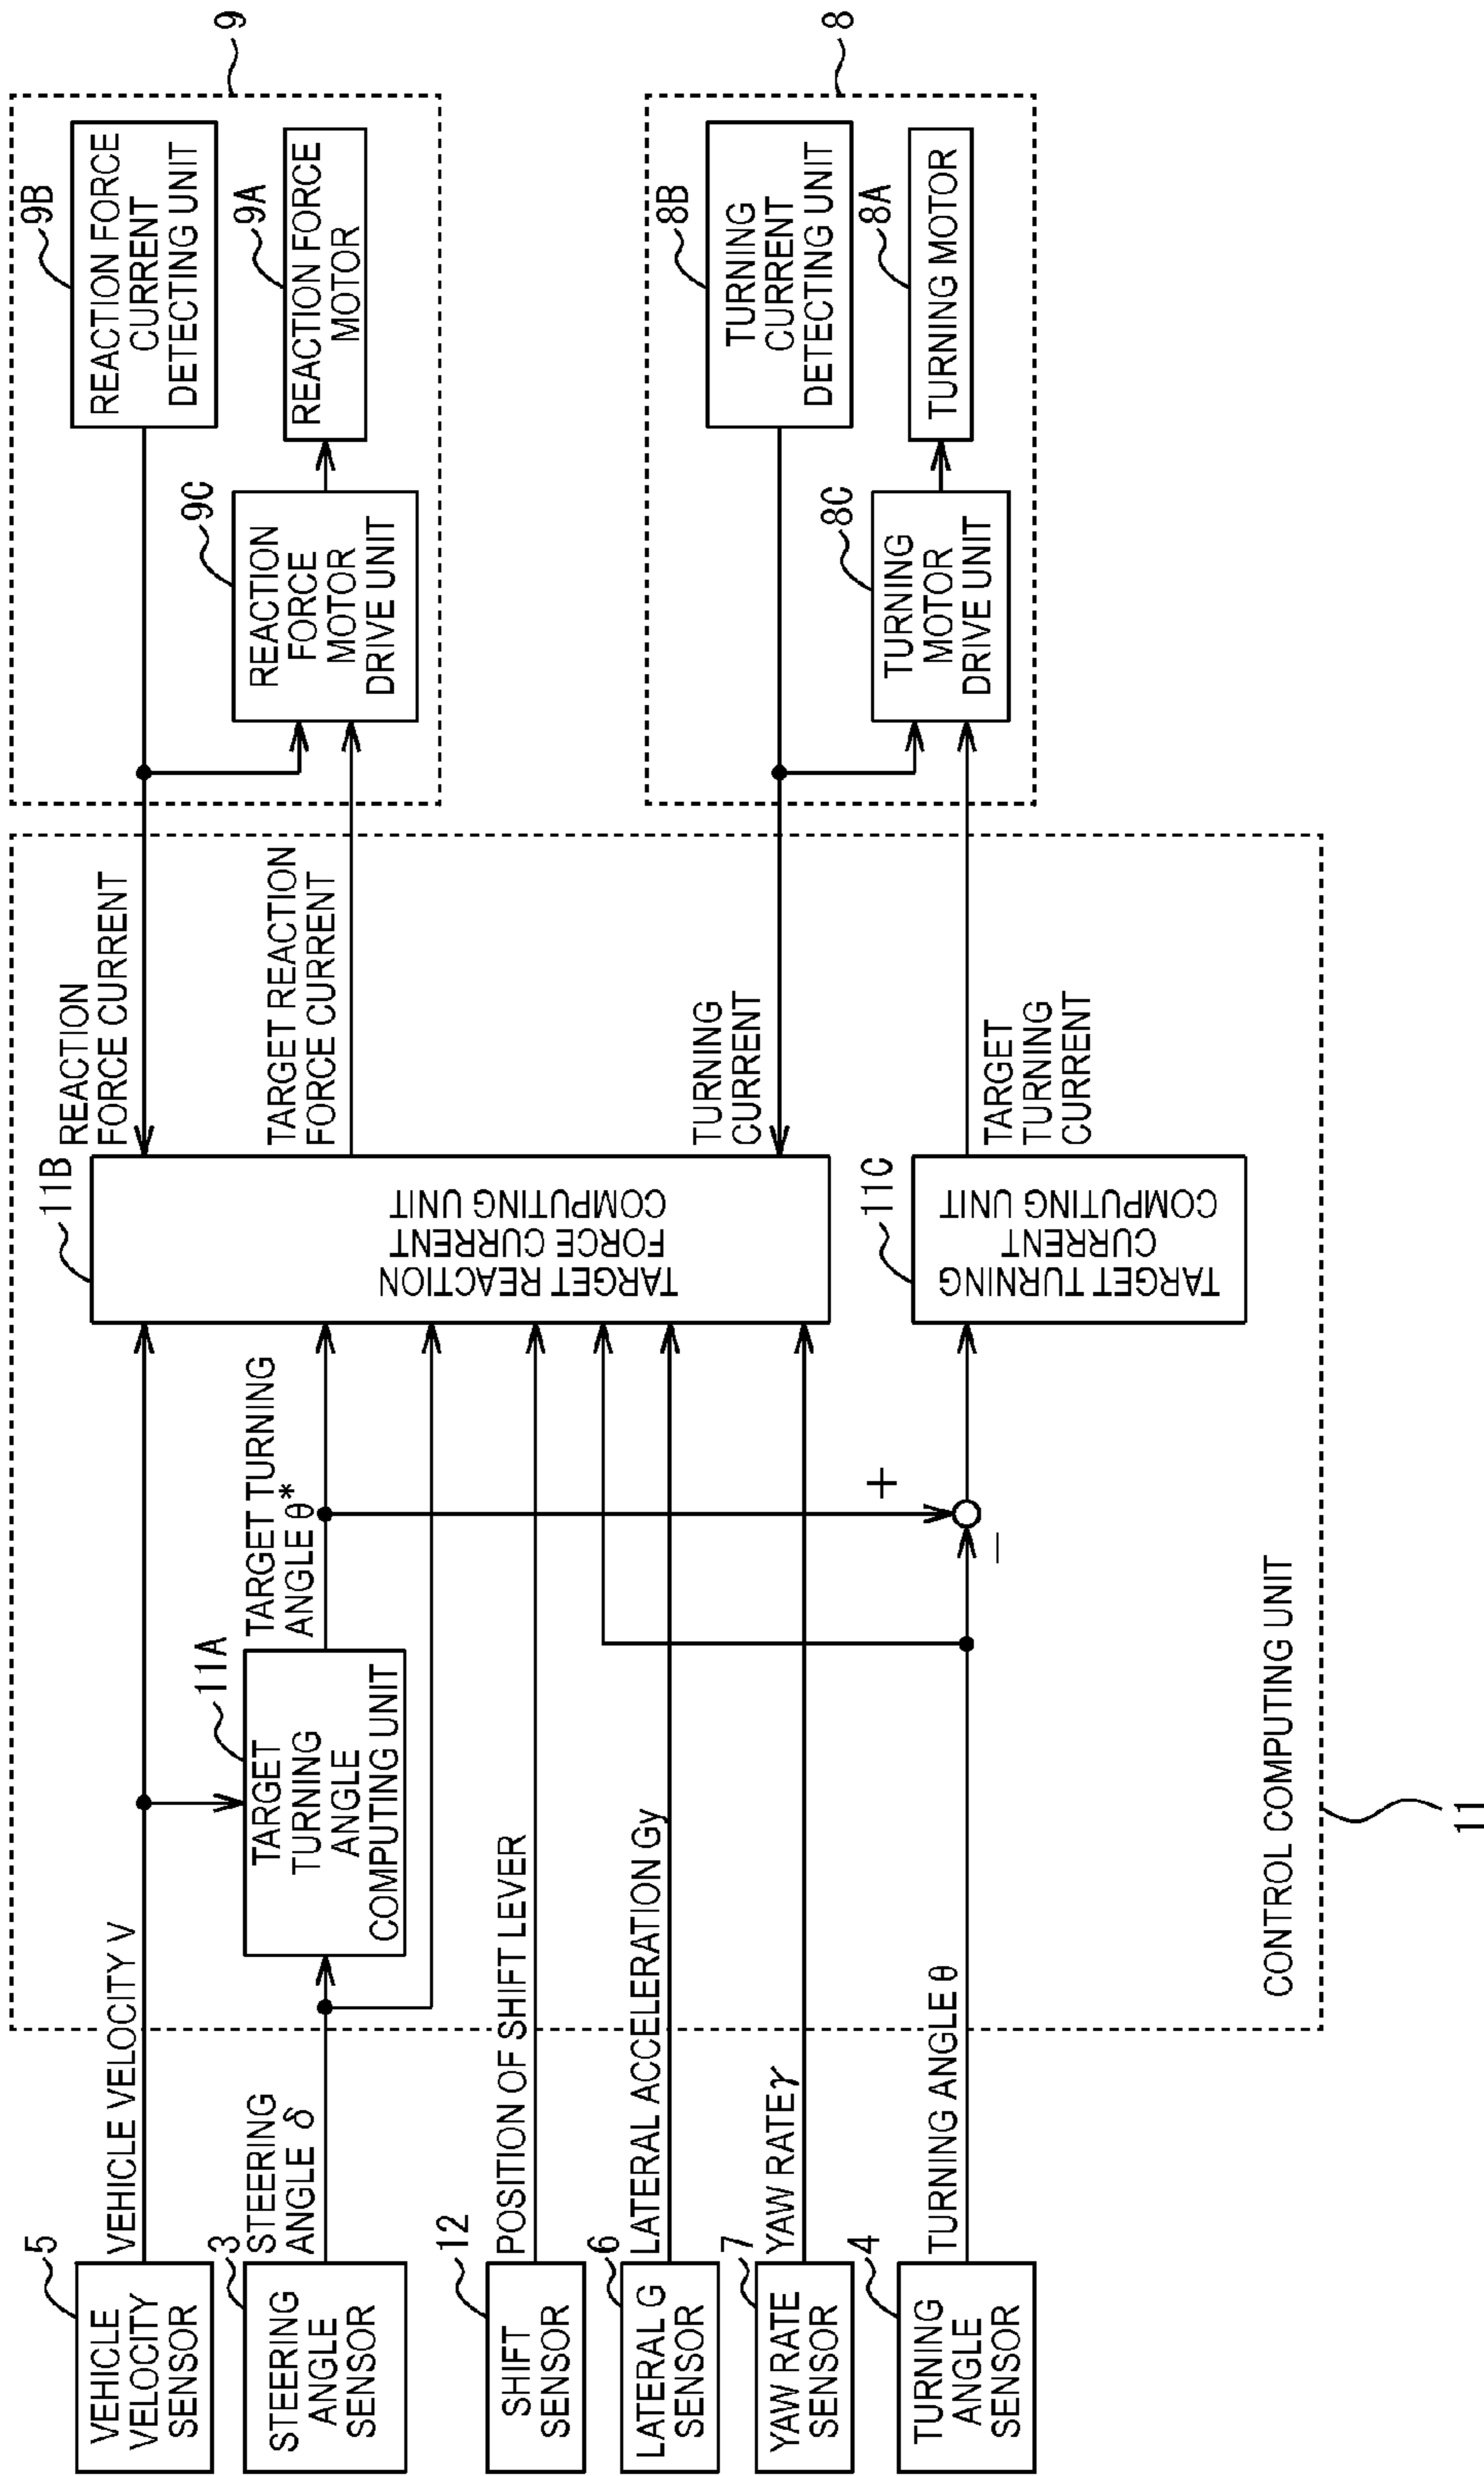 5
VEHICLE
VELOCITY
SENSOR
VEHICLE VELOCITY V
3
STEERING
ANGLE
SENSOR
STEERING
ANGLE δ
12
SHIFT
SENSOR
POSITION OF SHIFT LEVER
6
LATERAL G
SENSOR
LATERAL ACCELERATION Gy
7
YAW RATE
SENSOR
YAW RATE γ
4
TURNING
ANGLE
SENSOR
TURNING ANGLE θ
11A
TARGET
TURNING
ANGLE
COMPUTING UNIT
TARGET TURNING
ANGLE θ*
+
−
11B
TARGET REACTION
FORCE CURRENT
COMPUTING UNIT
11C
TARGET TURNING
CURRENT
COMPUTING UNIT
CONTROL COMPUTING UNIT
11
REACTION
FORCE CURRENT
TARGET REACTION
FORCE CURRENT
TURNING
CURRENT
TARGET
TURNING
CURRENT
9
9B
REACTION FORCE
CURRENT
DETECTING UNIT
9C
REACTION
FORCE
MOTOR
DRIVE UNIT
9A
REACTION FORCE
MOTOR
8
8B
TURNING
CURRENT
DETECTING UNIT
8C
TURNING
MOTOR
DRIVE UNIT
8A
TURNING MOTOR